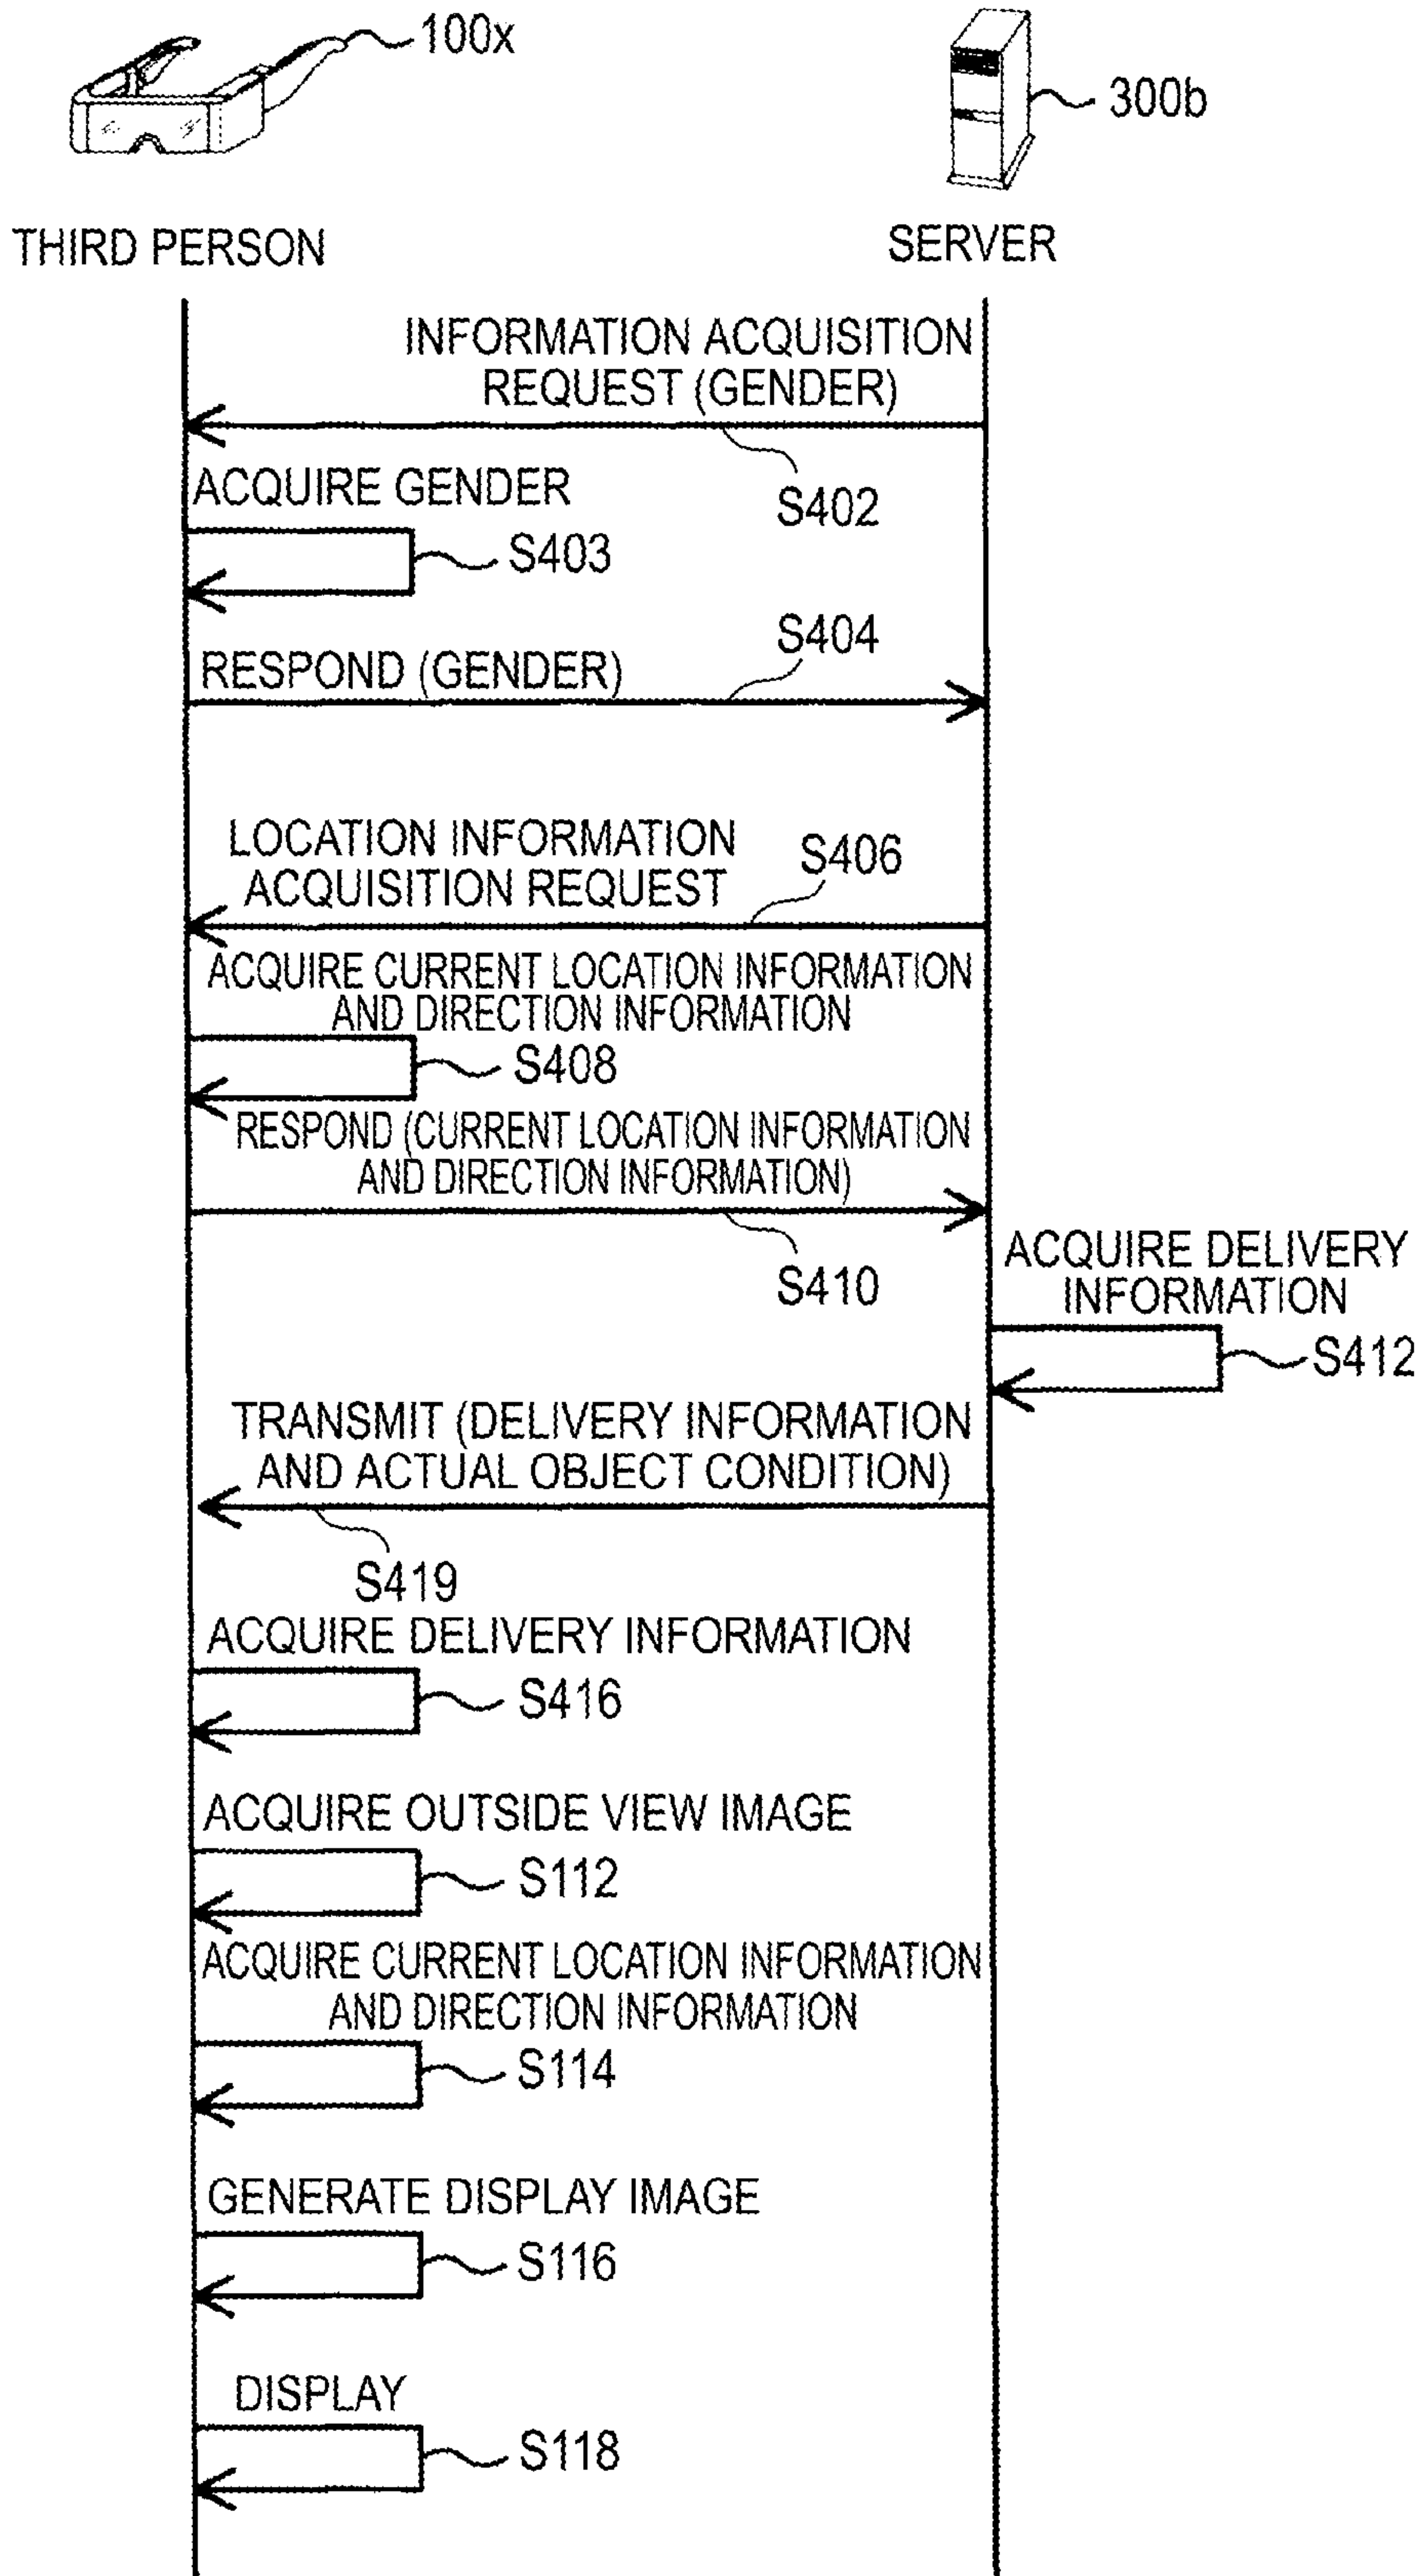 100x
300b
THIRD PERSON
SERVER
INFORMATION ACQUISITION
REQUEST (GENDER)
S402
ACQUIRE GENDER
S403
S404
RESPOND (GENDER)
LOCATION INFORMATION
ACQUISITION REQUEST
S406
ACQUIRE CURRENT LOCATION INFORMATION
AND DIRECTION INFORMATION
S408
RESPOND (CURRENT LOCATION INFORMATION
AND DIRECTION INFORMATION)
S410
ACQUIRE DELIVERY
INFORMATION
S412
TRANSMIT (DELIVERY INFORMATION
AND ACTUAL OBJECT CONDITION)
S419
ACQUIRE DELIVERY INFORMATION
S416
ACQUIRE OUTSIDE VIEW IMAGE
S112
ACQUIRE CURRENT LOCATION INFORMATION
AND DIRECTION INFORMATION
S114
GENERATE DISPLAY IMAGE
S116
DISPLAY
S118